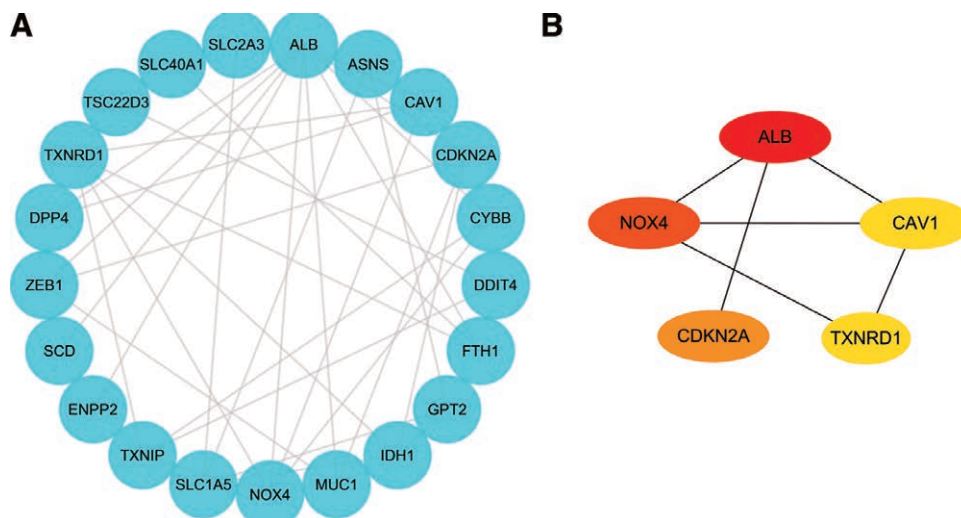 A
SLC2A3
ALB
ASNS
SLC40A1
CAV1
TSC22D3
CDKN2A
TXNRD1
CYBB
DPP4
DDIT4
ZEB1
FTH1
SCD
GPT2
ENPP2
IDH1
TXNIP
MUC1
SLC1A5
NOX4
B
ALB
NOX4
CAV1
CDKN2A
TXNRD1